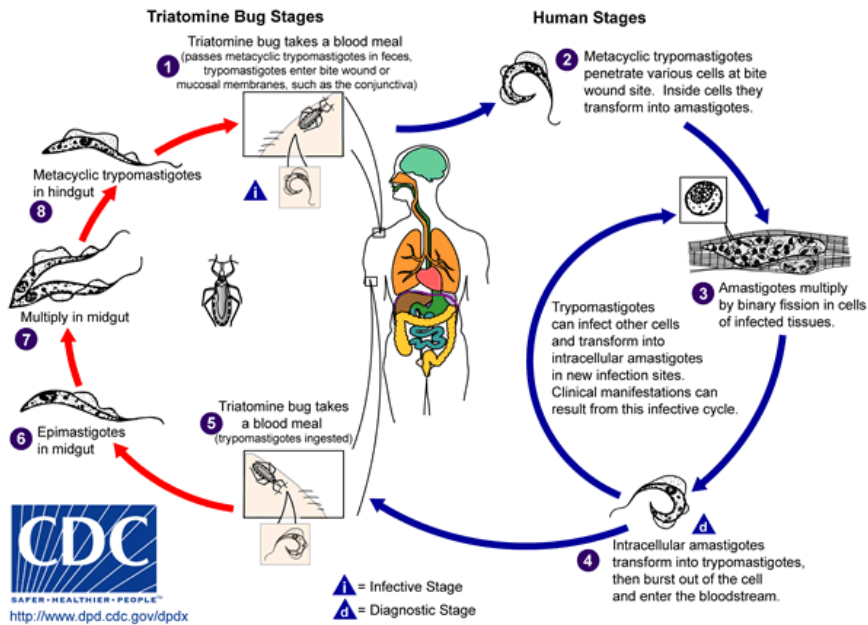 Triatomine Bug Stages
Human Stages
1
Triatomine bug takes a blood meal
(passes metacyclic trypomastigotes in feces,
trypomastigotes enter bite wound or
mucosal membranes, such as the conjunctiva)
i
2
Metacyclic trypomastigotes
penetrate various cells at bite
wound site. Inside cells they
transform into amastigotes.
3
Amastigotes multiply
by binary fission in cells
of infected tissues.
Trypomastigotes
can infect other cells
and transform into
intracellular amastigotes
in new infection sites.
Clinical manifestations can
result from this infective cycle.
d
4
Intracellular amastigotes
transform into trypomastigotes,
then burst out of the cell
and enter the bloodstream.
5
Triatomine bug takes
a blood meal
(trypomastigotes ingested)
6
Epimastigotes
in midgut
Multiply in midgut
7
Metacyclic trypomastigotes
in hindgut
8
i = Infective Stage
d = Diagnostic Stage
CDC
SAFER•HEALTHIER•PEOPLE™
http://www.dpd.cdc.gov/dpdx